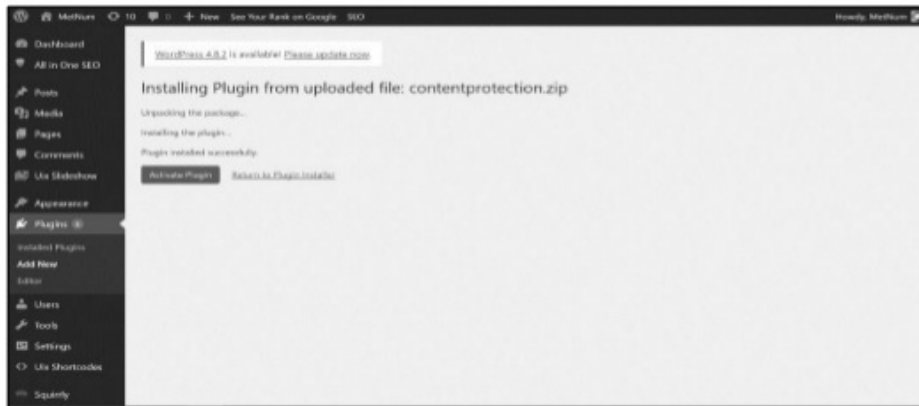 MetNum 10 0 + New See Your Rank on Google SEO Howdy, MetNum
Dashboard
All in One SEO
Posts
Media
Pages
Comments
Uix Slideshow
Appearance
Plugins
Installed Plugins
Add New
Editor
Users
Tools
Settings
Uix Shortcodes
Squirrly
WordPress 4.8.2 is available! Please update now.
Installing Plugin from uploaded file: contentprotection.zip
Unpacking the package...
Installing the plugin...
Plugin installed successfully.
Activate Plugin Return to Plugin Installer